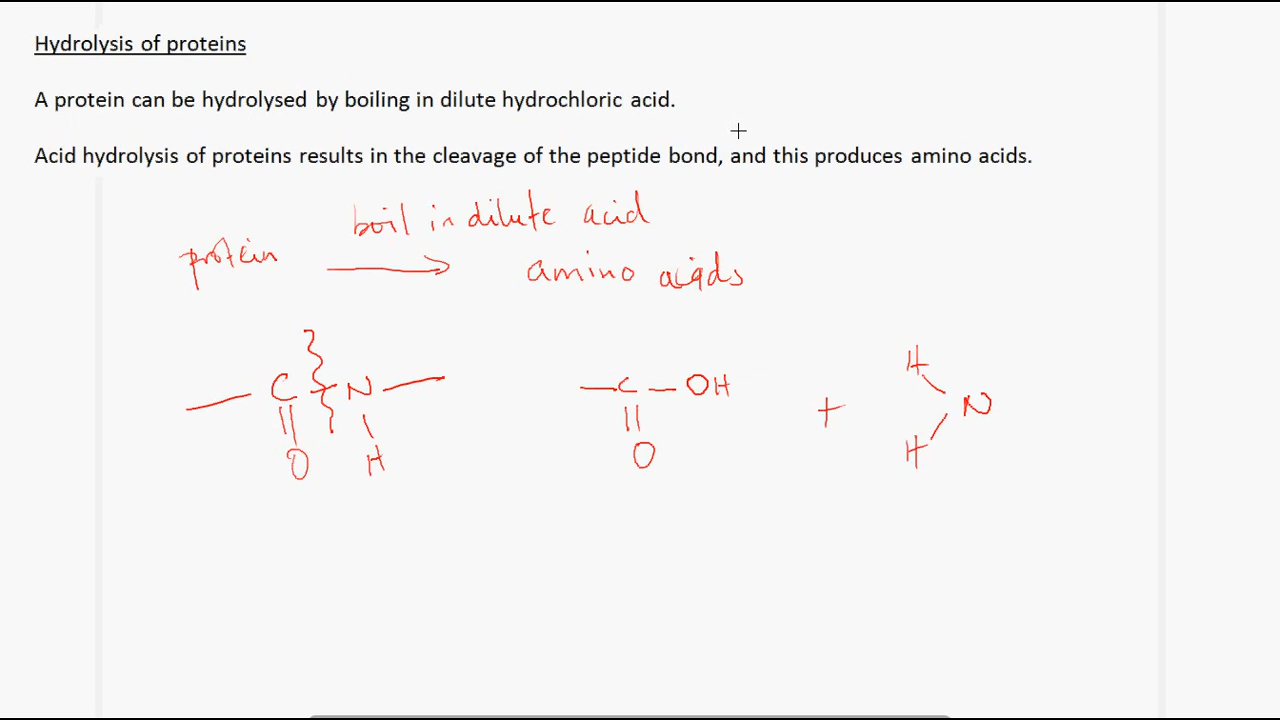 Hydrolysis of proteins
A protein can be hydrolysed by boiling in dilute hydrochloric acid.
Acid hydrolysis of proteins results in the cleavage of the peptide bond, and this produces amino acids.
boil in dilute acid
protein → amino acids
H
— C — N — — C — OH + N
|| | || H
O H O